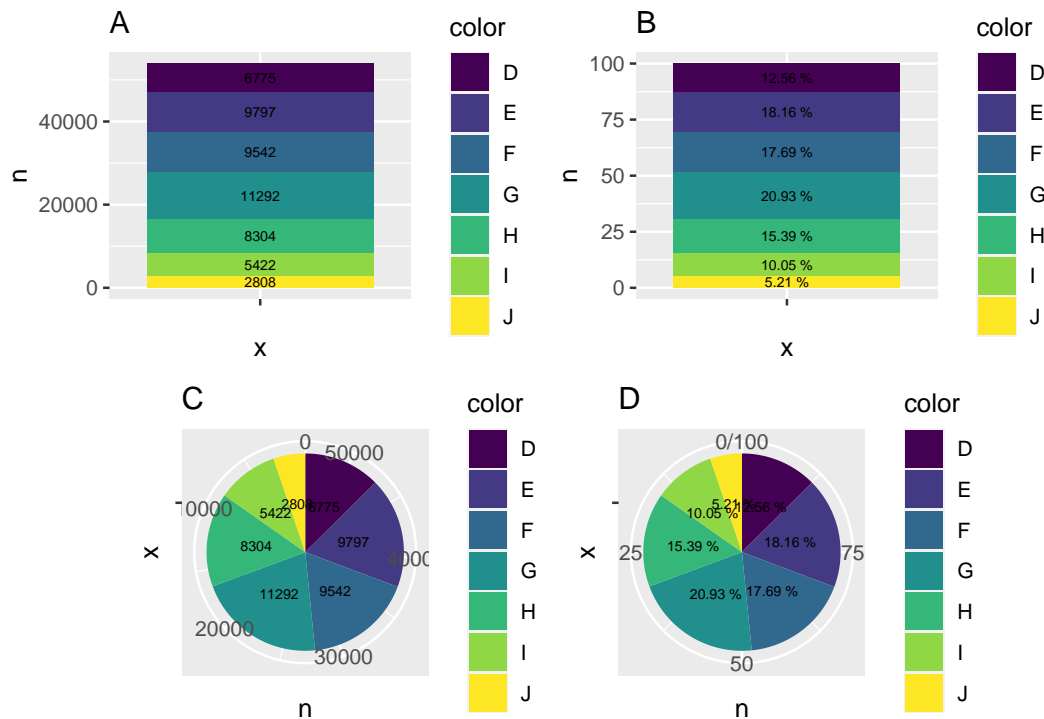 A
color
D
E
F
G
H
I
J
n
40000
20000
0
6775
9797
9542
11292
8304
5422
2808
x
B
color
D
E
F
G
H
I
J
n
100
75
50
25
0
12.56 %
18.16 %
17.69 %
20.93 %
15.39 %
10.05 %
5.21 %
x
C
color
D
E
F
G
H
I
J
x
0
50000
10000
4000
20000
30000
2808
6775
5422
9797
8304
11292
9542
n
D
color
D
E
F
G
H
I
J
x
0/100
25
75
50
5.21 %
12.56 %
10.05 %
18.16 %
15.39 %
20.93 %
17.69 %
n